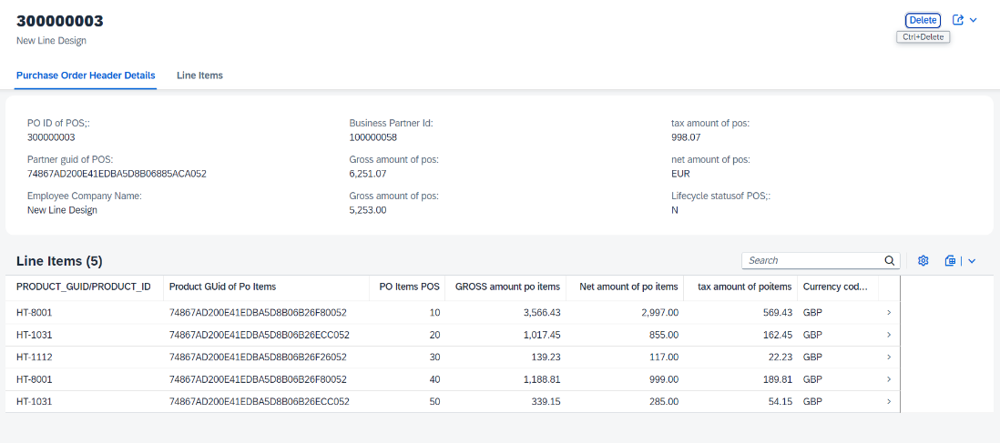 300000003
New Line Design
Delete
Ctrl+Delete
Purchase Order Header Details Line Items
PO ID of POS;: Business Partner Id: tax amount of pos:
300000003 100000058 998.07
Partner guid of POS: Gross amount of pos: net amount of pos:
74867AD200E41EDBA5D8B06885ACA052 6,251.07 EUR
Employee Company Name: Gross amount of pos: Lifecycle statusof POS;:
New Line Design 5,253.00 N
Line Items (5) Search
PRODUCT_GUID/PRODUCT_ID Product GUid of Po Items PO Items POS GROSS amount po items Net amount of po items tax amount of poitems Currency cod...
HT-8001 74867AD200E41EDBA5D8B06B26F80052 10 3,566.43 2,997.00 569.43 GBP
HT-1031 74867AD200E41EDBA5D8B06B26ECC052 20 1,017.45 855.00 162.45 GBP
HT-1112 74867AD200E41EDBA5D8B06B26F26052 30 139.23 117.00 22.23 GBP
HT-8001 74867AD200E41EDBA5D8B06B26F80052 40 1,188.81 999.00 189.81 GBP
HT-1031 74867AD200E41EDBA5D8B06B26ECC052 50 339.15 285.00 54.15 GBP